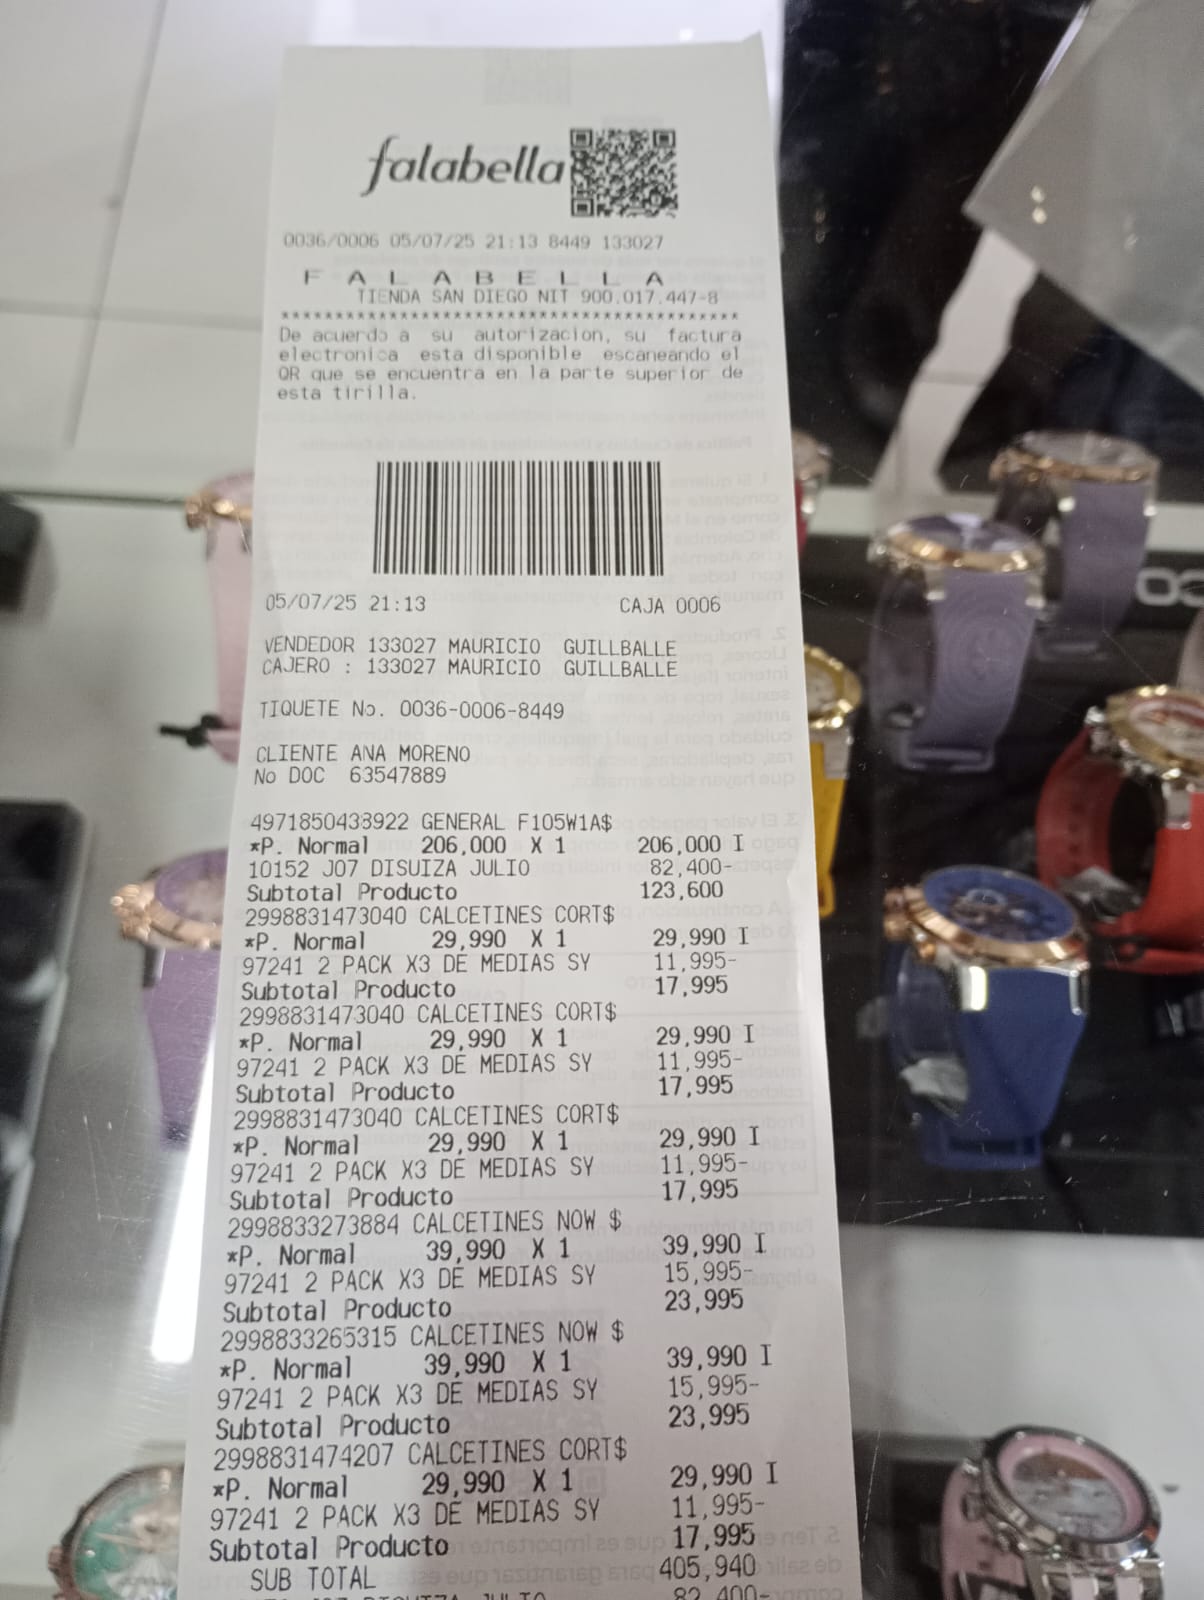 falabella
0036/0006 05/07/25 21:13 8449 133027
F A L A B E L L A
TIENDA SAN DIEGO NIT 900.017.447-8
******************************************
De acuerdo a su autorizacion, su factura
electronica esta disponible escaneando el
QR que se encuentra en la parte superior de
esta tirilla.
05/07/25 21:13 CAJA 0006
VENDEDOR 133027 MAURICIO GUILLBALLE
CAJERO : 133027 MAURICIO GUILLBALLE
TIQUETE No. 0036-0006-8449
CLIENTE ANA MORENO
No DOC 63547889
4971850438922 GENERAL F105W1A$
*P. Normal 206,000 X 1 206,000 I
10152 J07 DISUIZA JULIO 82,400-
Subtotal Producto 123,600
2998831473040 CALCETINES CORT$
*P. Normal 29,990 X 1 29,990 I
97241 2 PACK X3 DE MEDIAS SY 11,995-
Subtotal Producto 17,995
2998831473040 CALCETINES CORT$
*P. Normal 29,990 X 1 29,990 I
97241 2 PACK X3 DE MEDIAS SY 11,995-
Subtotal Producto 17,995
2998831473040 CALCETINES CORT$
*P. Normal 29,990 X 1 29,990 I
97241 2 PACK X3 DE MEDIAS SY 11,995-
Subtotal Producto 17,995
2998833273884 CALCETINES NOW $
*P. Normal 39,990 X 1 39,990 I
97241 2 PACK X3 DE MEDIAS SY 15,995-
Subtotal Producto 23,995
2998833265315 CALCETINES NOW $
*P. Normal 39,990 X 1 39,990 I
97241 2 PACK X3 DE MEDIAS SY 15,995-
Subtotal Producto 23,995
2998831474207 CALCETINES CORT$
*P. Normal 29,990 X 1 29,990 I
97241 2 PACK X3 DE MEDIAS SY 11,995-
Subtotal Producto 17,995
SUB TOTAL 405,940
82,400-